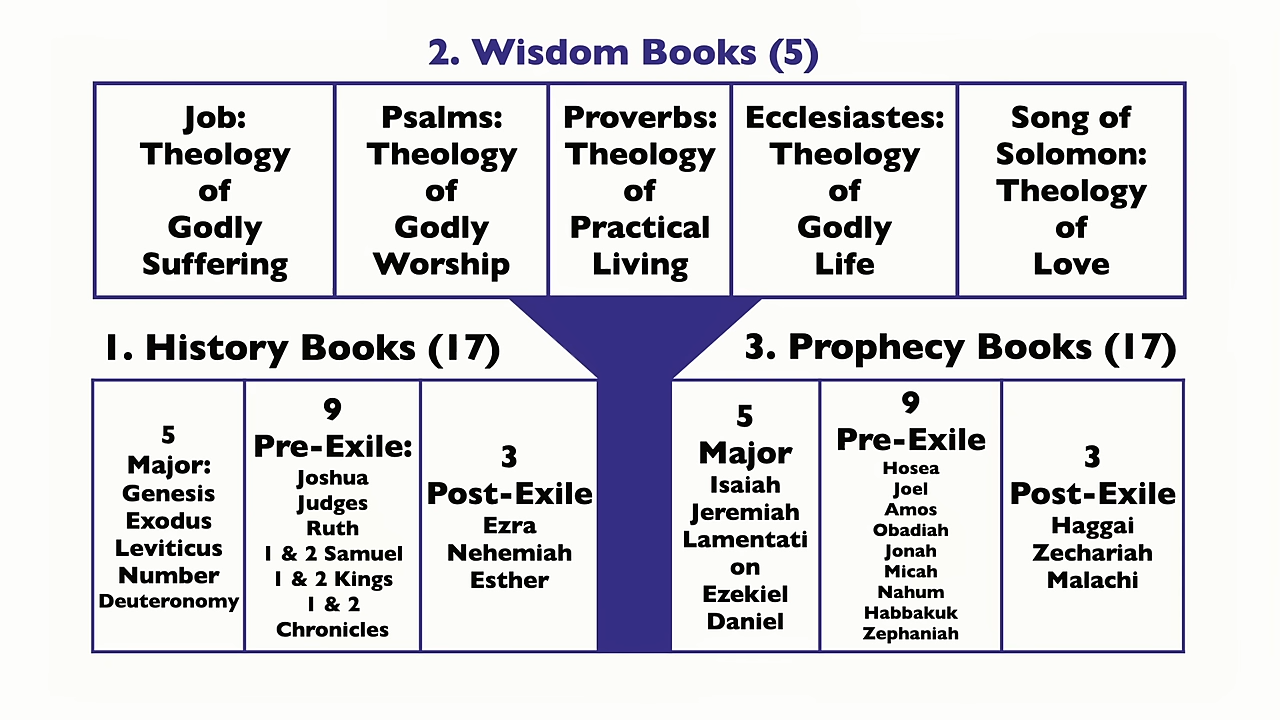 2. Wisdom Books (5)
Job:
Theology
of
Godly
Suffering
Psalms:
Theology
of
Godly
Worship
Proverbs:
Theology
of
Practical
Living
Ecclesiastes:
Theology
of
Godly
Life
Song of
Solomon:
Theology
of
Love
1. History Books (17)
5
Major:
Genesis
Exodus
Leviticus
Number
Deuteronomy
9
Pre-Exile:
Joshua
Judges
Ruth
1 & 2 Samuel
1 & 2 Kings
1 & 2
Chronicles
3
Post-Exile
Ezra
Nehemiah
Esther
3. Prophecy Books (17)
5
Major
Isaiah
Jeremiah
Lamentati
on
Ezekiel
Daniel
9
Pre-Exile
Hosea
Joel
Amos
Obadiah
Jonah
Micah
Nahum
Habbakuk
Zephaniah
3
Post-Exile
Haggai
Zechariah
Malachi